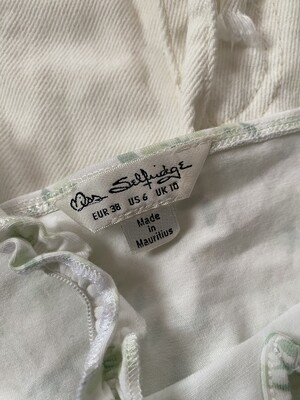 Miss Selfridge
EUR 38 US 6 UK 10
Made
in
Mauritius